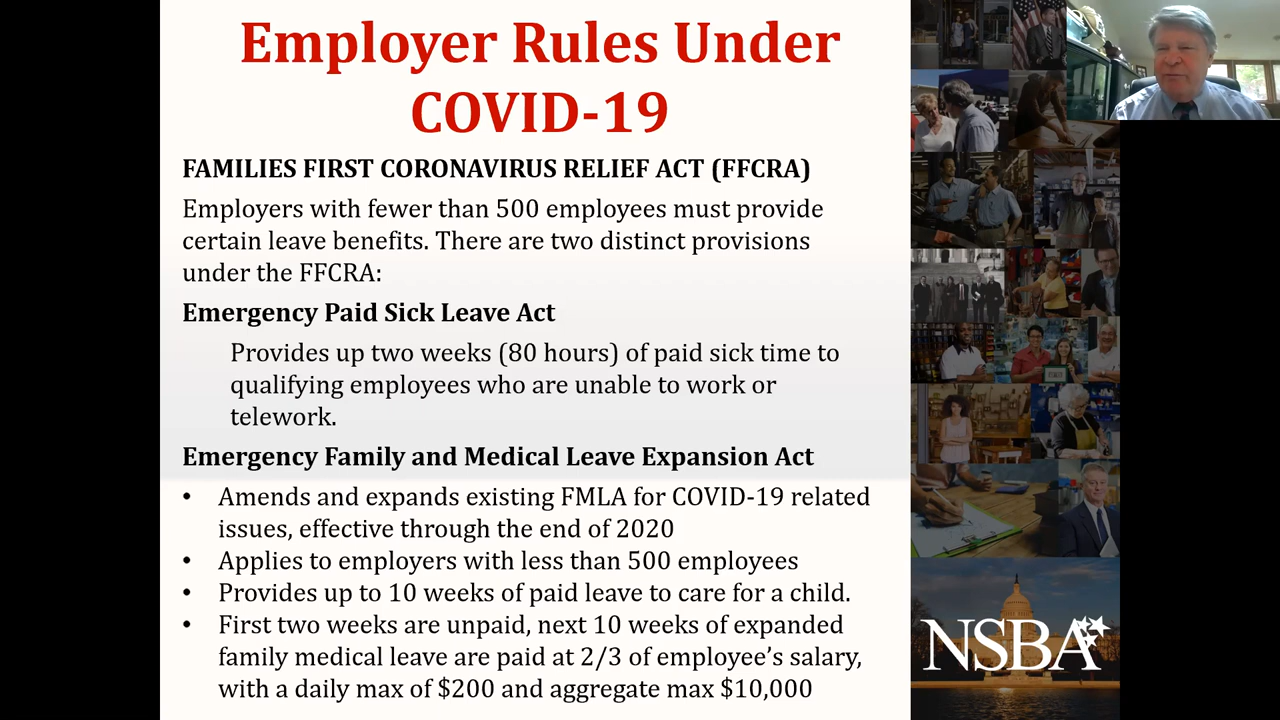 Employer Rules Under
COVID-19
FAMILIES FIRST CORONAVIRUS RELIEF ACT (FFCRA)
Employers with fewer than 500 employees must provide
certain leave benefits. There are two distinct provisions
under the FFCRA:
Emergency Paid Sick Leave Act
Provides up two weeks (80 hours) of paid sick time to
qualifying employees who are unable to work or
telework.
Emergency Family and Medical Leave Expansion Act
• Amends and expands existing FMLA for COVID-19 related
issues, effective through the end of 2020
• Applies to employers with less than 500 employees
• Provides up to 10 weeks of paid leave to care for a child.
• First two weeks are unpaid, next 10 weeks of expanded
family medical leave are paid at 2/3 of employee’s salary,
with a daily max of $200 and aggregate max $10,000
NSBA